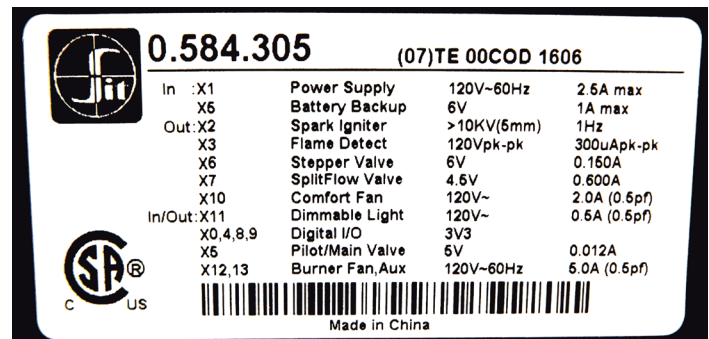 Sit
0.584.305 (07)TE 00COD 1606
In :X1 Power Supply 120V~60Hz 2.5A max
X5 Battery Backup 6V 1A max
Out:X2 Spark Igniter >10KV(5mm) 1Hz
X3 Flame Detect 120Vpk-pk 300uApk-pk
X6 Stepper Valve 6V 0.150A
X7 SplitFlow Valve 4.5V 0.600A
X10 Comfort Fan 120V~ 2.0A (0.5pf)
In/Out:X11 Dimmable Light 120V~ 0.5A (0.5pf)
X0,4,8,9 Digital I/O 3V3
X5 Pilot/Main Valve 5V 0.012A
X12,13 Burner Fan,Aux 120V~60Hz 5.0A (0.5pf)
SA ®
C US
Made in China